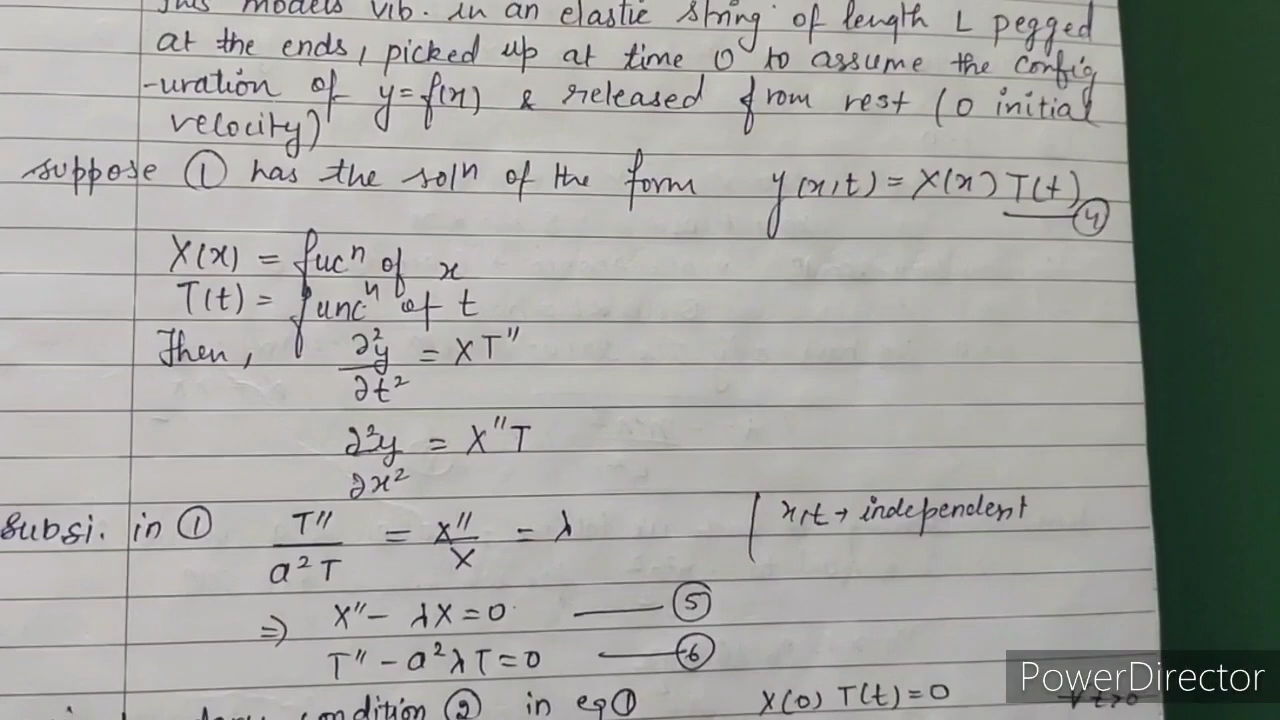 This models vib. in an elastic string of length L pegged
at the ends, picked up at time 0 to assume the config
-uration of y=f(x) & released from rest (0 initial
velocity)
suppose ① has the solⁿ of the form y(x,t) = X(x) T(t) ④
X(x) = fucⁿ of x
T(t) = funcⁿ of t
Then, ∂²y/∂t² = XT″
∂²y/∂x² = X″T
Subsi. in ① T″/a²T = X″/X = λ | x,t → independent
⇒ X″ - λX = 0 ⑤
T″ - a²λT = 0 ⑥
condition ② in eq① X(0) T(t) = 0 ∀ t>0
PowerDirector